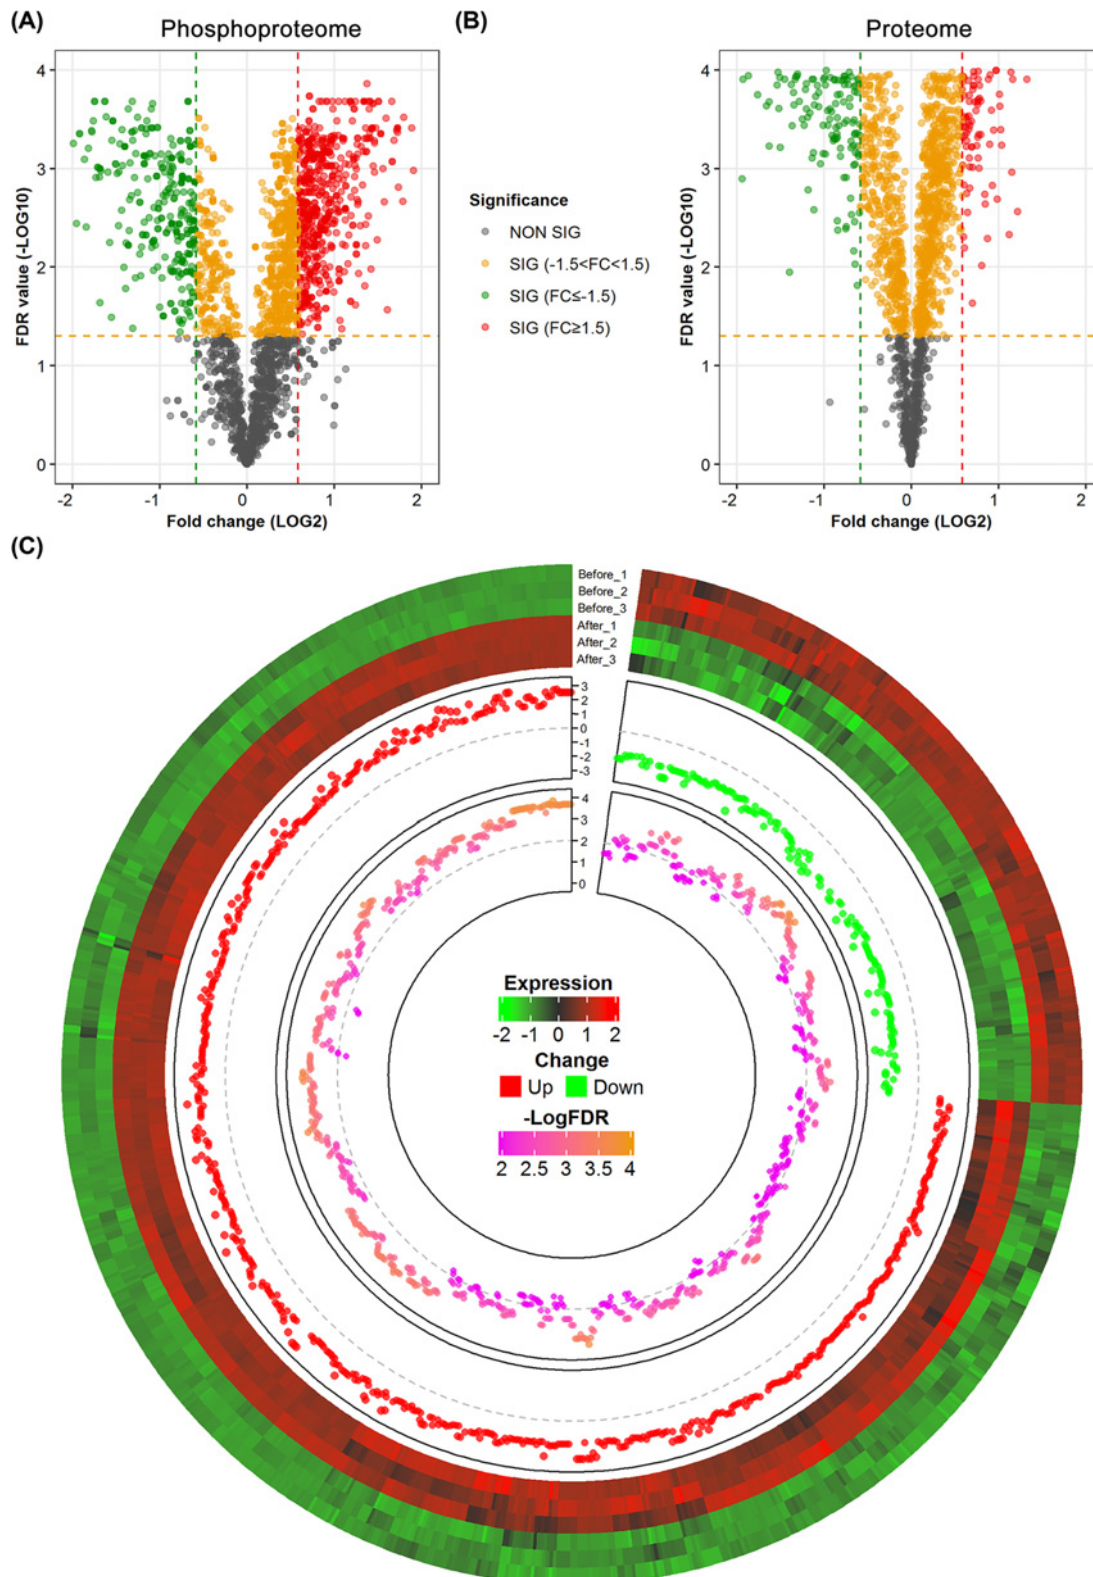 (A)
Phosphoproteome
FDR value (-LOG10)
4
3
2
1
0
-2
-1
0
1
2
Fold change (LOG2)
Significance
NON SIG
SIG (-1.5<FC<1.5)
SIG (FC≤-1.5)
SIG (FC≥1.5)
(B)
Proteome
FDR value (-LOG10)
4
3
2
1
0
-2
-1
0
1
2
Fold change (LOG2)
(C)
Before_1
Before_2
Before_3
After_1
After_2
After_3
3
2
1
0
-1
-2
-3
4
3
2
1
0
Expression
-2 -1 0 1 2
Change
Up Down
-LogFDR
2 2.5 3 3.5 4